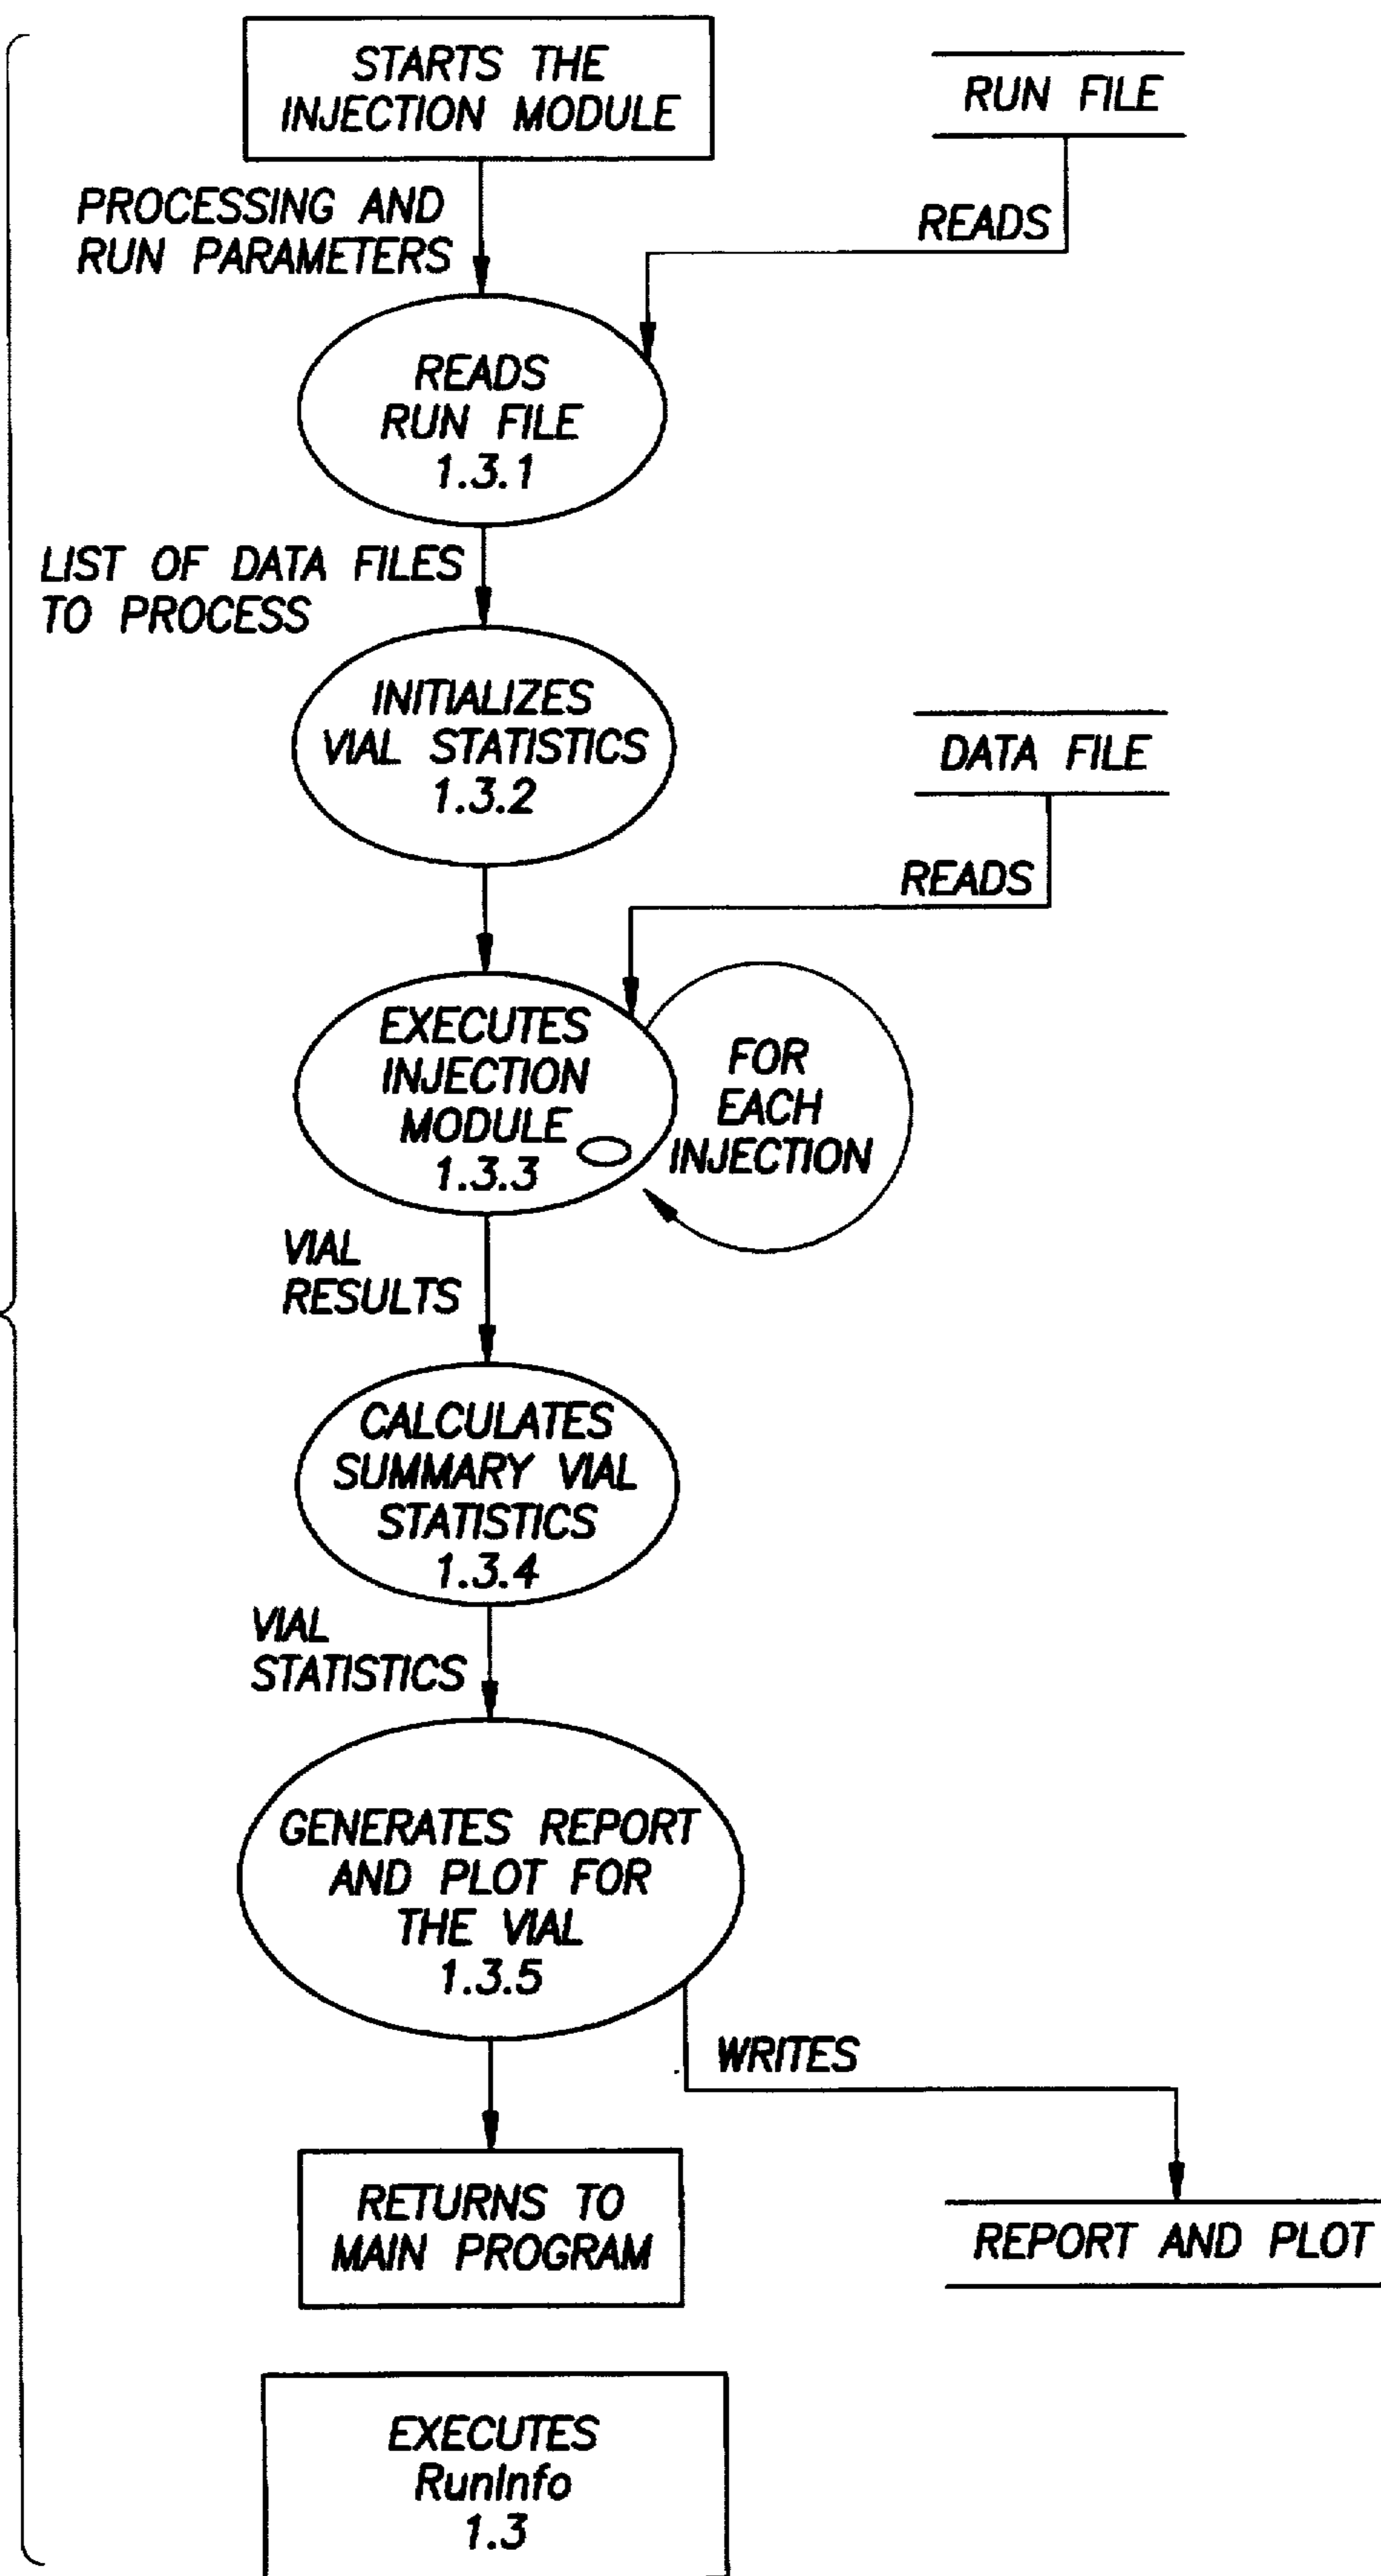 STARTS THE
INJECTION MODULE
RUN FILE
PROCESSING AND
RUN PARAMETERS
READS
READS
RUN FILE
1.3.1
LIST OF DATA FILES
TO PROCESS
INITIALIZES
VIAL STATISTICS
1.3.2
DATA FILE
READS
EXECUTES
INJECTION
MODULE
1.3.3
FOR
EACH
INJECTION
VIAL
RESULTS
CALCULATES
SUMMARY VIAL
STATISTICS
1.3.4
VIAL
STATISTICS
GENERATES REPORT
AND PLOT FOR
THE VIAL
1.3.5
WRITES
RETURNS TO
MAIN PROGRAM
REPORT AND PLOT
EXECUTES
RunInfo
1.3